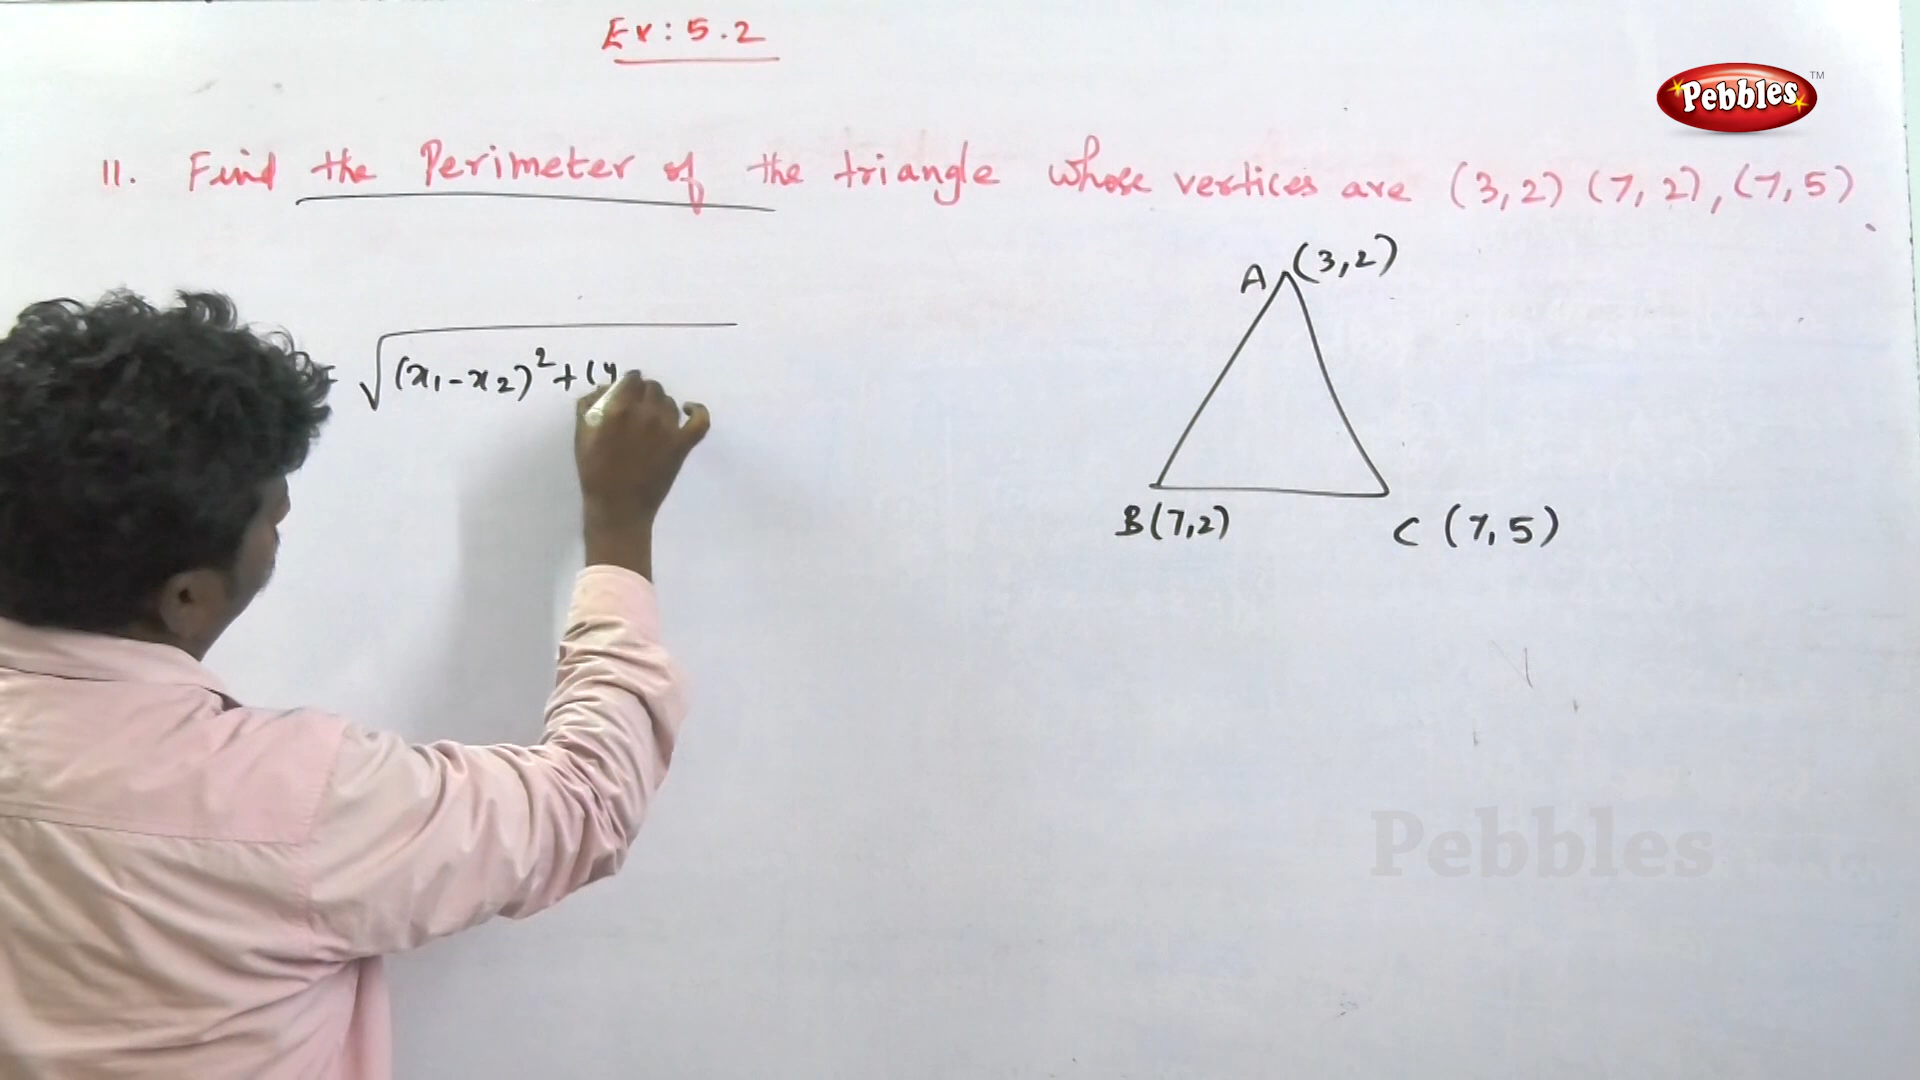 Ex: 5.2
Pebbles TM
11. Find the Perimeter of the triangle whose vertices are (3,2) (7,2), (7,5).
A (3,2)
= √(x₁-x₂)²+(y
B(7,2) C (7,5)
Pebbles